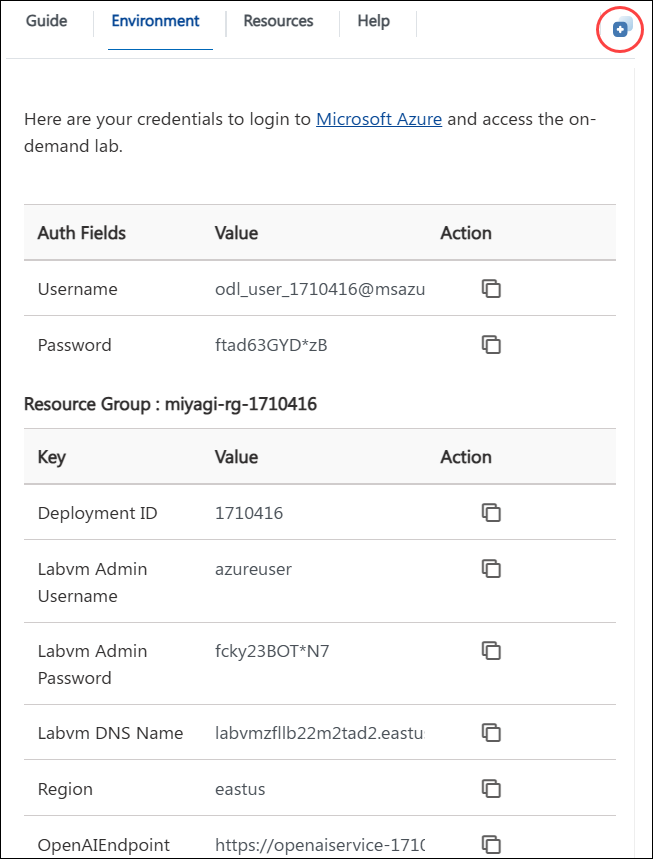 Guide Environment Resources Help
Here are your credentials to login to Microsoft Azure and access the on-
demand lab.
Auth Fields Value Action
Username odl_user_1710416@msazu
Password ftad63GYD*zB
Resource Group : miyagi-rg-1710416
Key Value Action
Deployment ID 1710416
Labvm Admin azureuser
Username
Labvm Admin fcky23BOT*N7
Password
Labvm DNS Name labvmzfllb22m2tad2.eastu
Region eastus
OpenAIEndpoint https://openaiservice-1710